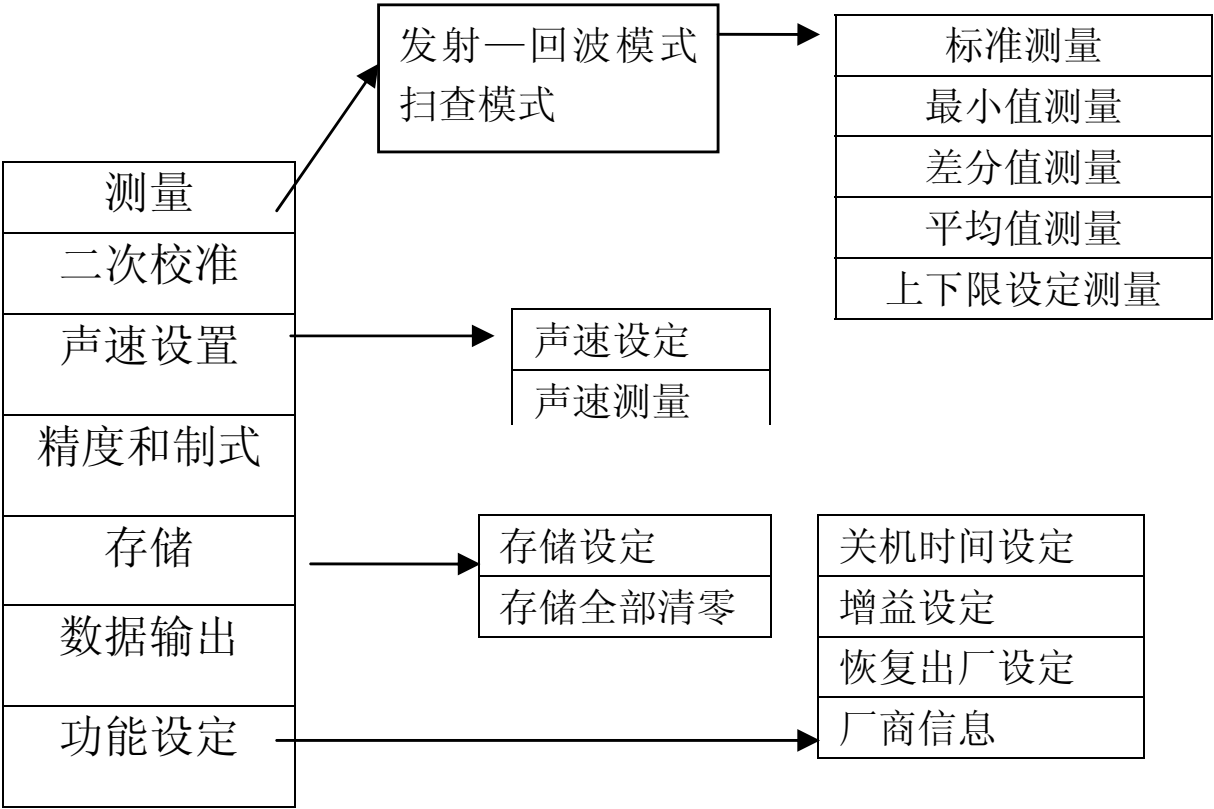 发射—回波模式
扫查模式
标准测量
最小值测量
差分值测量
平均值测量
上下限设定测量
测量
二次校准
声速设置
精度和制式
存储
数据输出
功能设定
声速设定
声速测量
存储设定
存储全部清零
关机时间设定
增益设定
恢复出厂设定
厂商信息